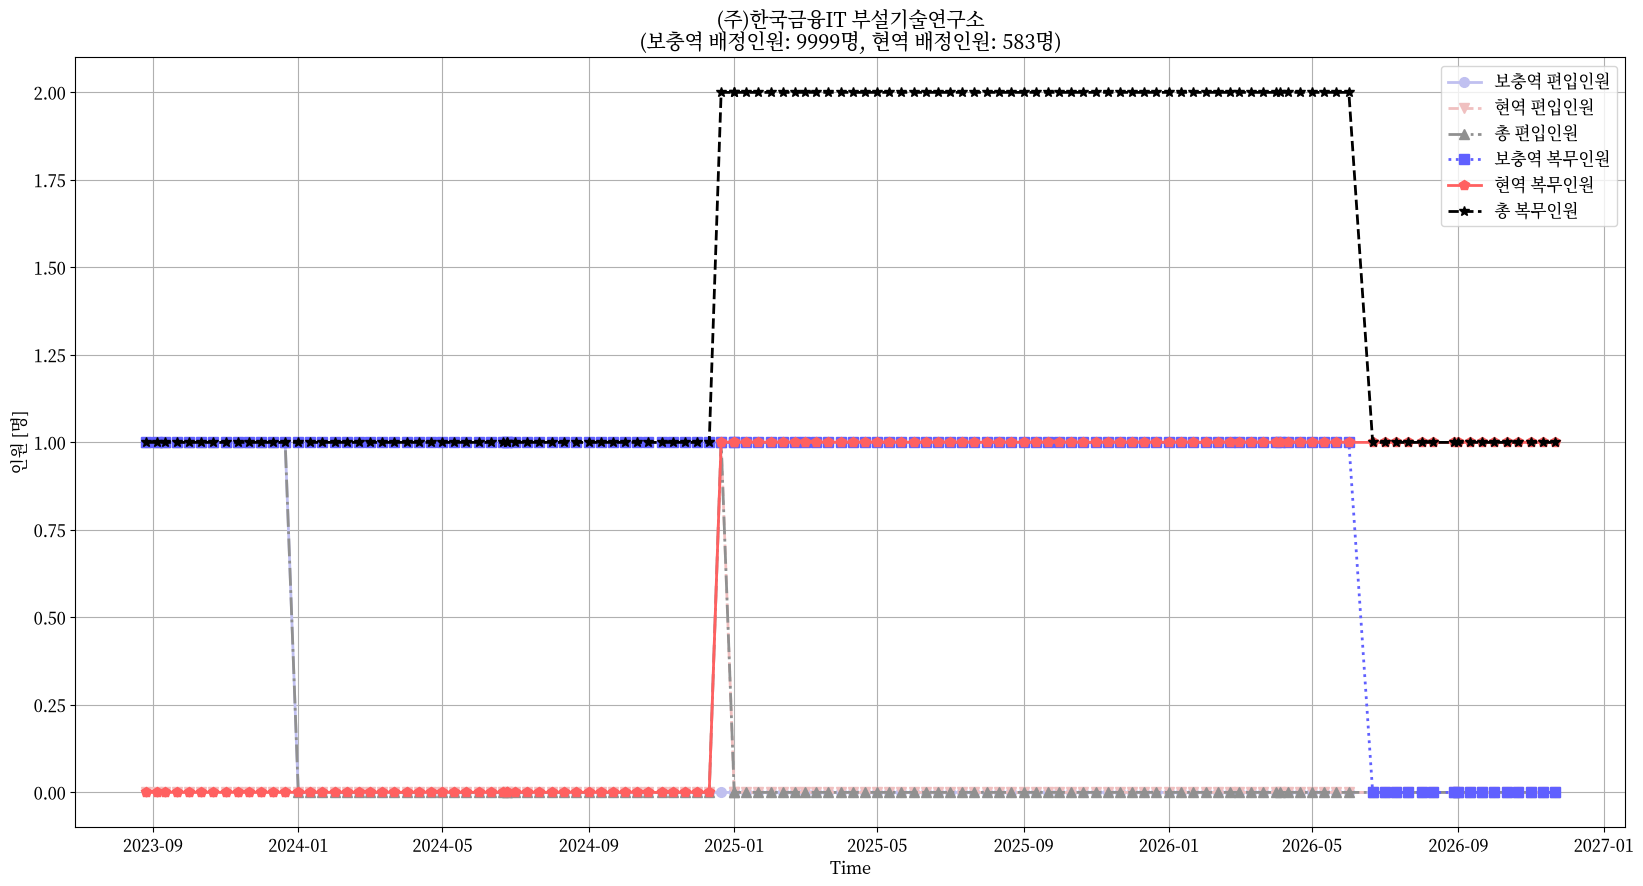 (주)한국금융IT 부설기술연구소
(보충역 배정인원: 9999명, 현역 배정인원: 583명)
보충역 편입인원
현역 편입인원
총 편입인원
보충역 복무인원
현역 복무인원
총 복무인원
인원 [명]
2.00
1.75
1.50
1.25
1.00
0.75
0.50
0.25
0.00
2023-09
2024-01
2024-05
2024-09
2025-01
2025-05
2025-09
2026-01
2026-05
2026-09
2027-01
Time